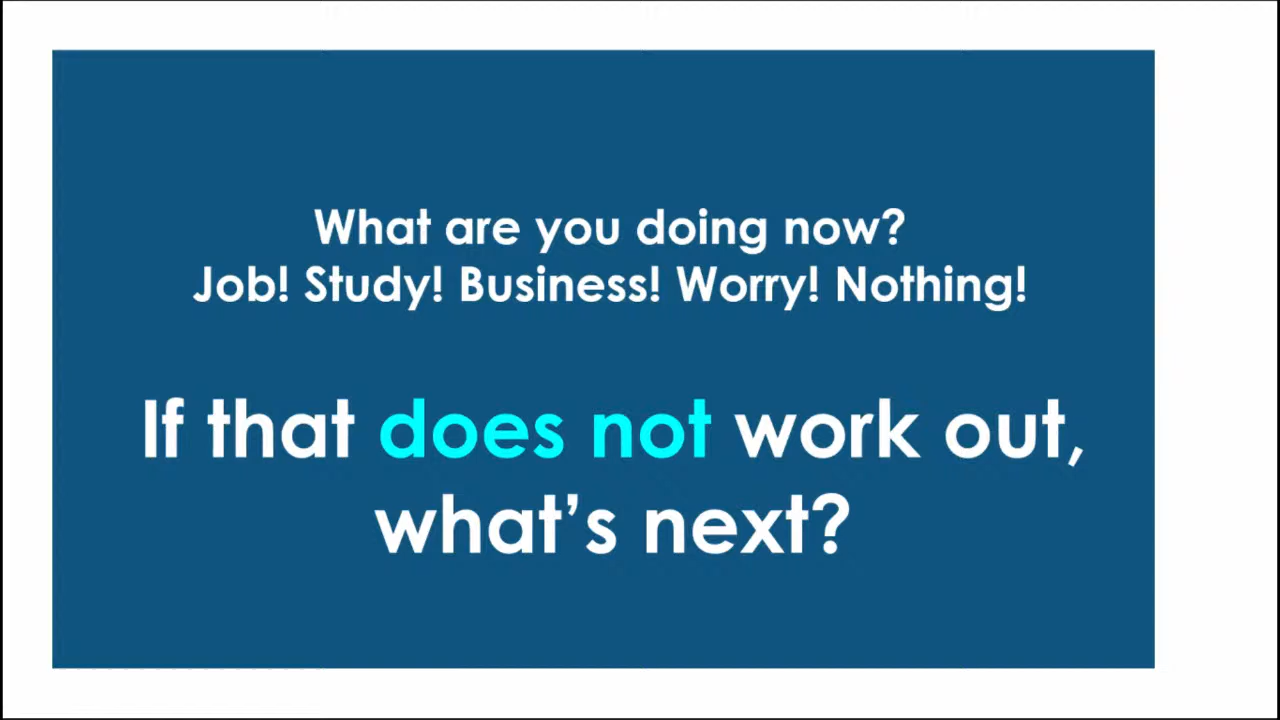 What are you doing now?
Job! Study! Business! Worry! Nothing!
If that does not work out,
what’s next?